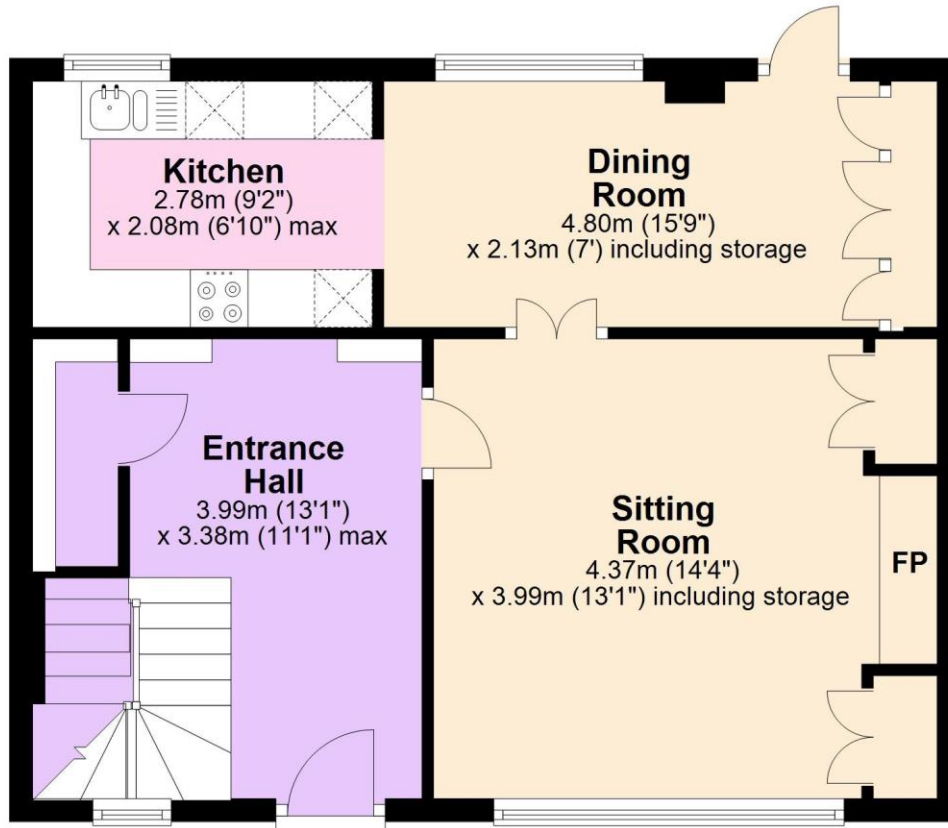 Kitchen
2.78m (9'2")
x 2.08m (6'10") max
Dining
Room
4.80m (15'9")
x 2.13m (7') including storage
Entrance
Hall
3.99m (13'1")
x 3.38m (11'1") max
Sitting
Room
4.37m (14'4")
x 3.99m (13'1") including storage
FP